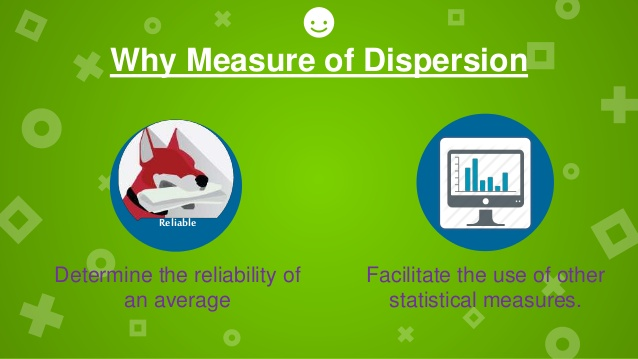 Why Measure of Dispersion
Reliable
Determine the reliability of
an average
Facilitate the use of other
statistical measures.